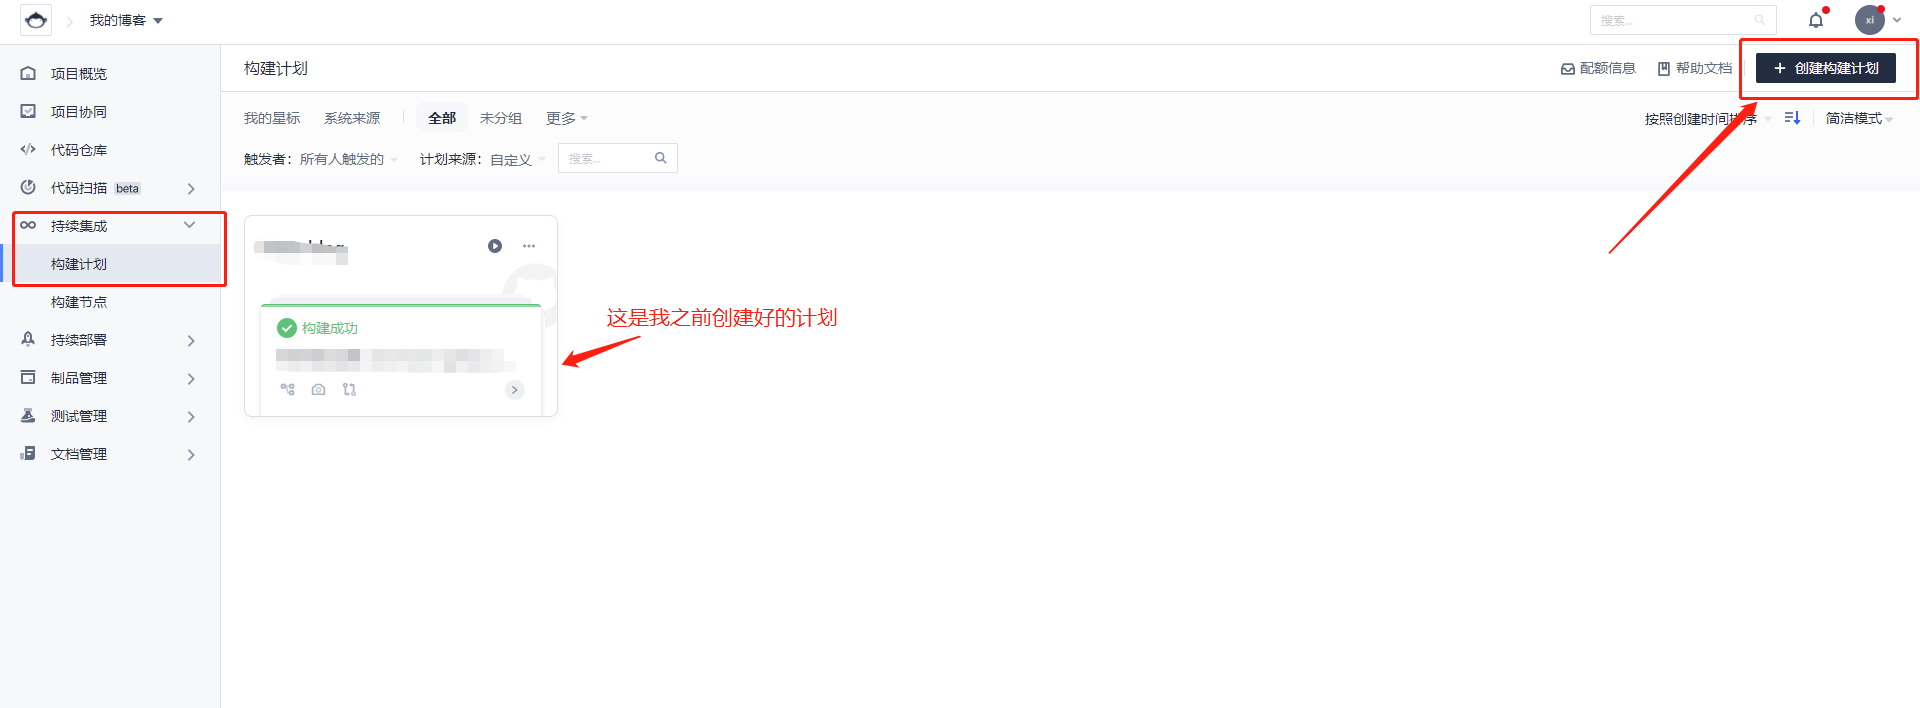 我的博客
搜索...
xi
项目概览
项目协同
代码仓库
代码扫描 beta
持续集成
构建计划
构建节点
持续部署
制品管理
测试管理
文档管理
构建计划
配额信息 帮助文档 + 创建构建计划
我的星标 系统来源 全部 未分组 更多
按照创建时间排序 简洁模式
触发者：所有人触发的 计划来源：自定义 搜索...
构建成功
这是我之前创建好的计划